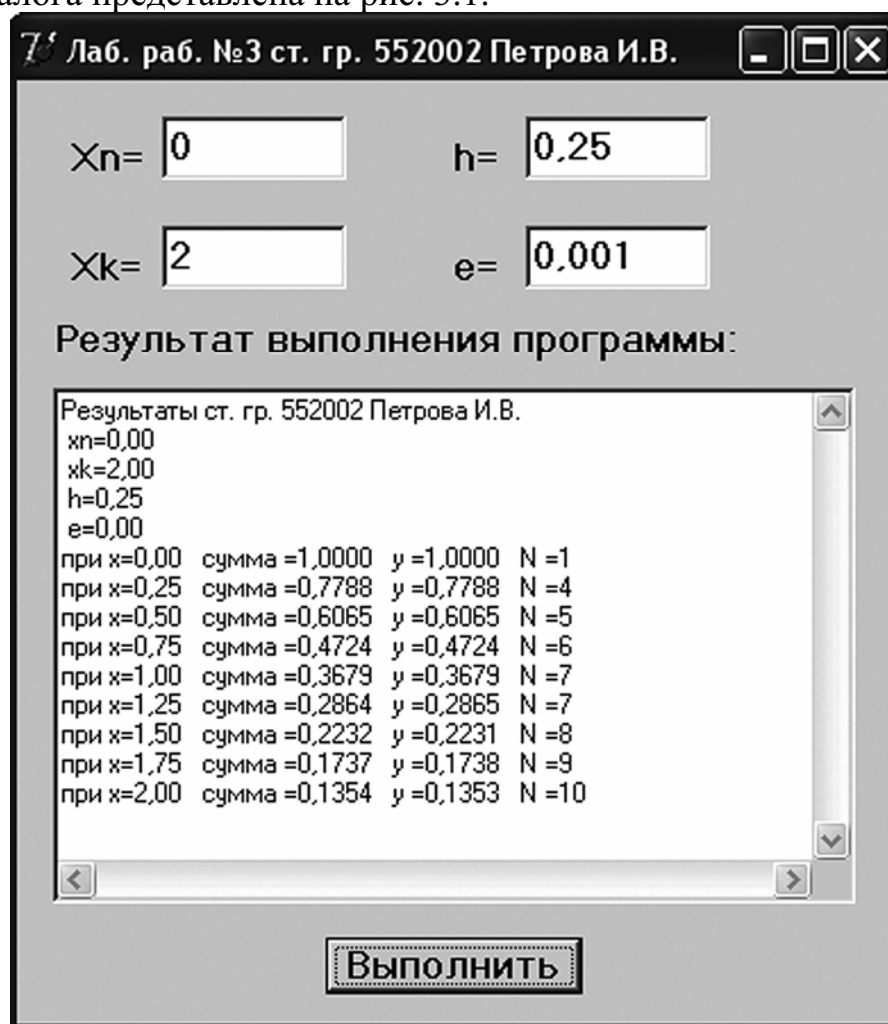 алога представлена на рис. 3.1.
Лаб. раб. №3 ст. гр. 552002 Петрова И.В.
Xn= 0 h= 0,25
Xk= 2 e= 0,001
Результат выполнения программы:
Результаты ст. гр. 552002 Петрова И.В.
xn=0,00
xk=2,00
h=0,25
e=0,00
при x=0,00 сумма =1,0000 y =1,0000 N =1
при x=0,25 сумма =0,7788 y =0,7788 N =4
при x=0,50 сумма =0,6065 y =0,6065 N =5
при x=0,75 сумма =0,4724 y =0,4724 N =6
при x=1,00 сумма =0,3679 y =0,3679 N =7
при x=1,25 сумма =0,2864 y =0,2865 N =7
при x=1,50 сумма =0,2232 y =0,2231 N =8
при x=1,75 сумма =0,1737 y =0,1738 N =9
при x=2,00 сумма =0,1354 y =0,1353 N =10
Выполнить